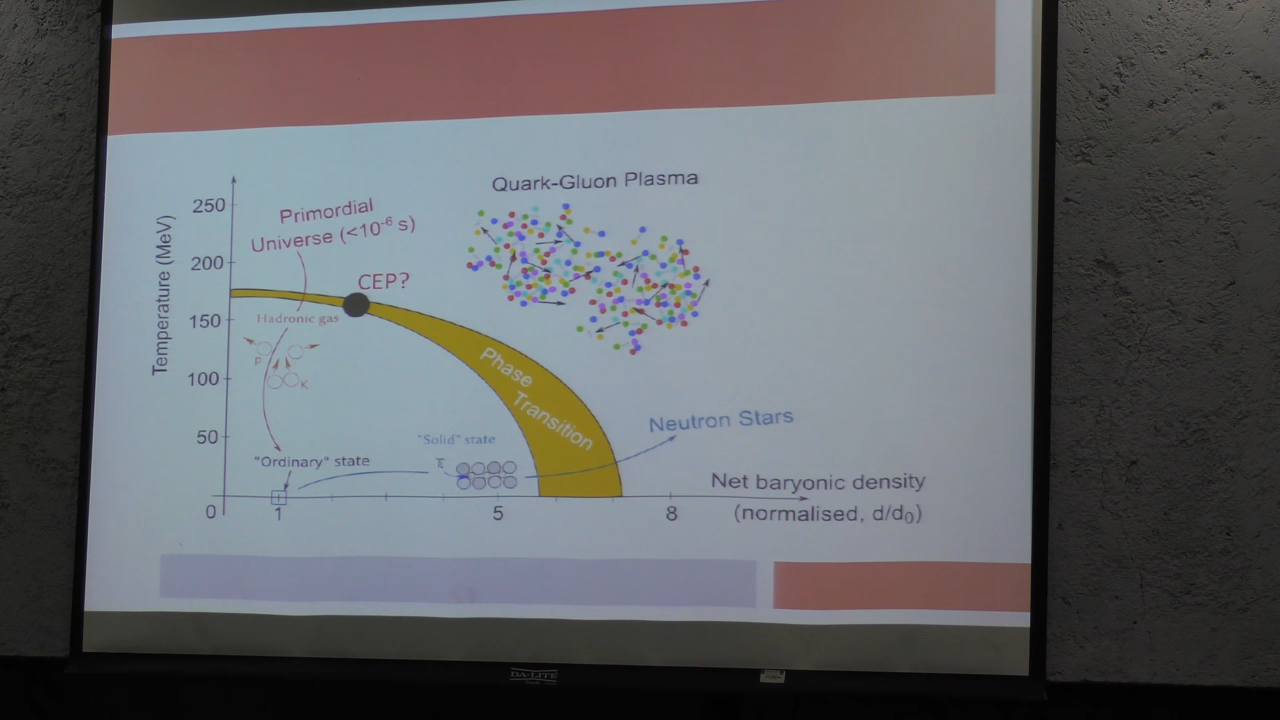 Quark-Gluon Plasma
Temperature (MeV)
250
200
150
100
50
0
Primordial
Universe (<10⁻⁶ s)
CEP?
Hadronic gas
P
K
Phase
Transition
"Solid" state
Neutron Stars
"Ordinary" state
1
5
8
Net baryonic density
(normalised, d/d₀)
DA-LITE